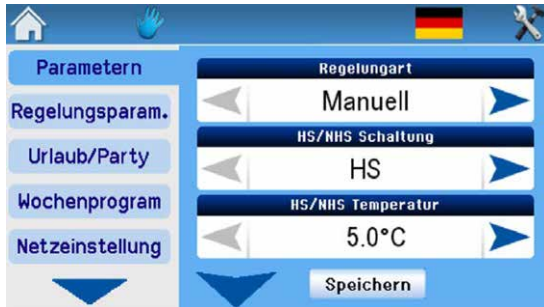 Parametern
Regelungsparam.
Urlaub/Party
Wochenprogram
Netzeinstellung
Regelungart
Manuell
HS/NHS Schaltung
HS
HS/NHS Temperatur
5.0°C
Speichern